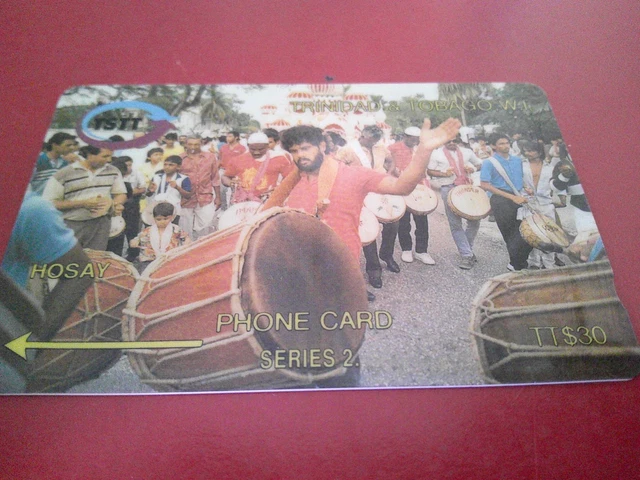 TSTT
TRINIDAD & TOBAGO W.I.
HOSAY
PHONE CARD
SERIES 2.
TT$30